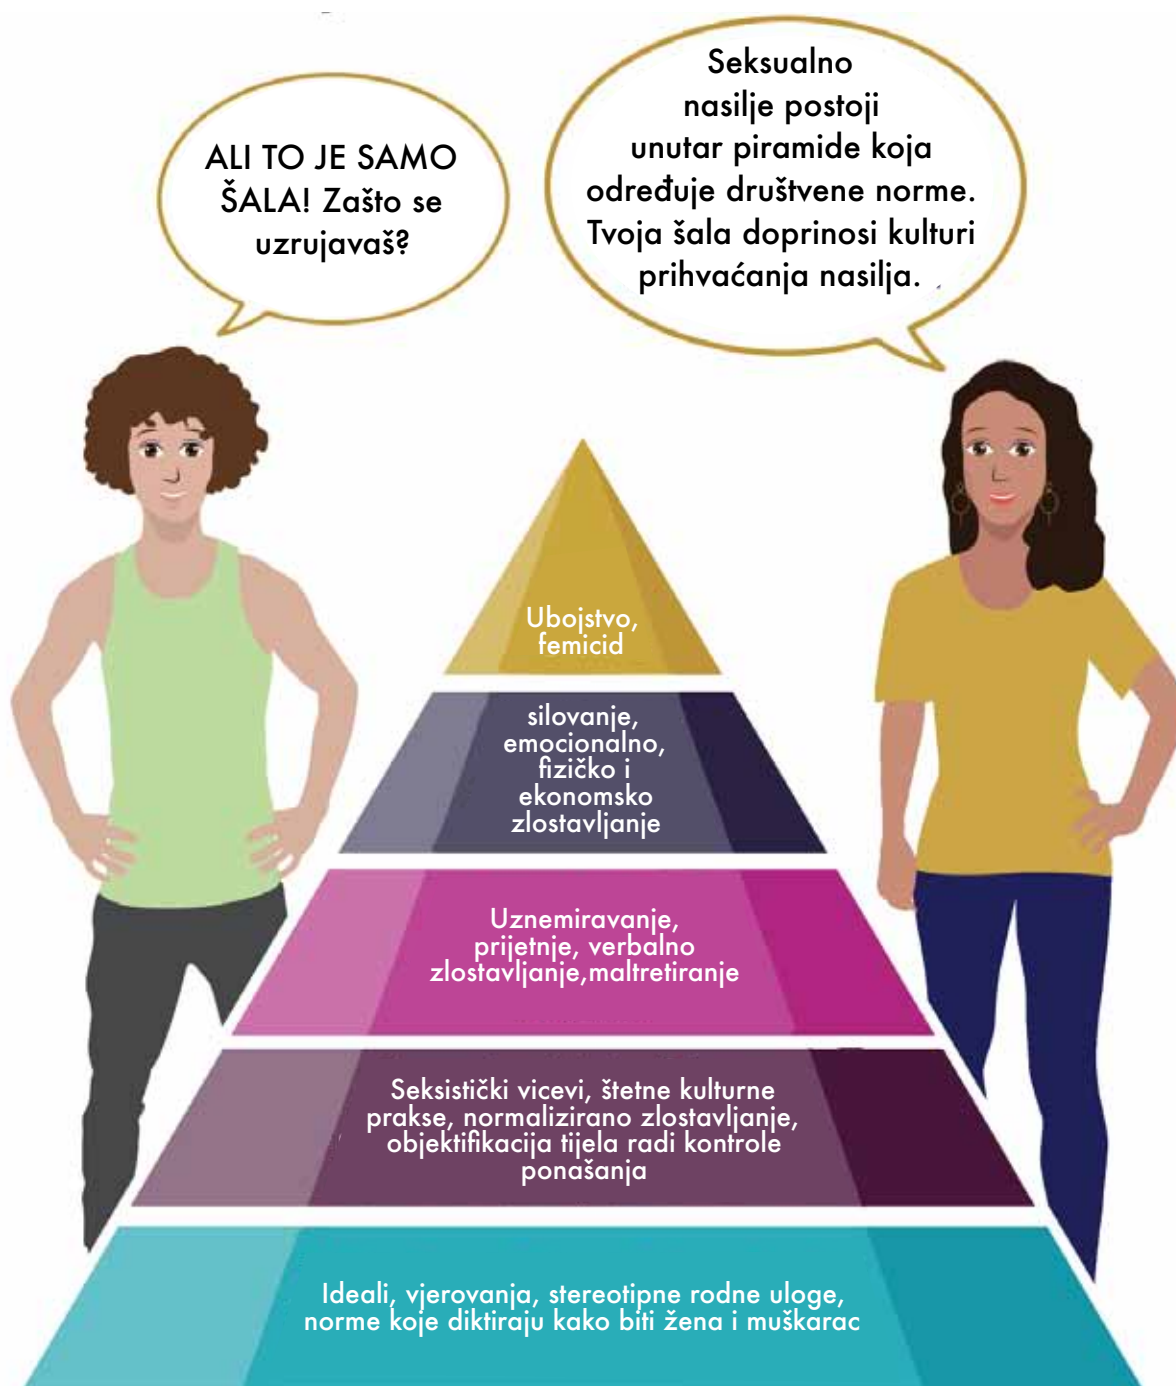 ALI TO JE SAMO
ŠALA! Zašto se
uzrujavaš?
Seksualno
nasilje postoji
unutar piramide koja
određuje društvene norme.
Tvoja šala doprinosi kulturi
prihvaćanja nasilja.
Ubojstvo,
femicid
silovanje,
emocionalno,
fizičko i
ekonomsko
zlostavljanje
Uznemiravanje,
prijetnje, verbalno
zlostavljanje,maltretiranje
Seksistički vicevi, štetne kulturne
prakse, normalizirano zlostavljanje,
objektifikacija tijela radi kontrole
ponašanja
Ideali, vjerovanja, stereotipne rodne uloge,
norme koje diktiraju kako biti žena i muškarac